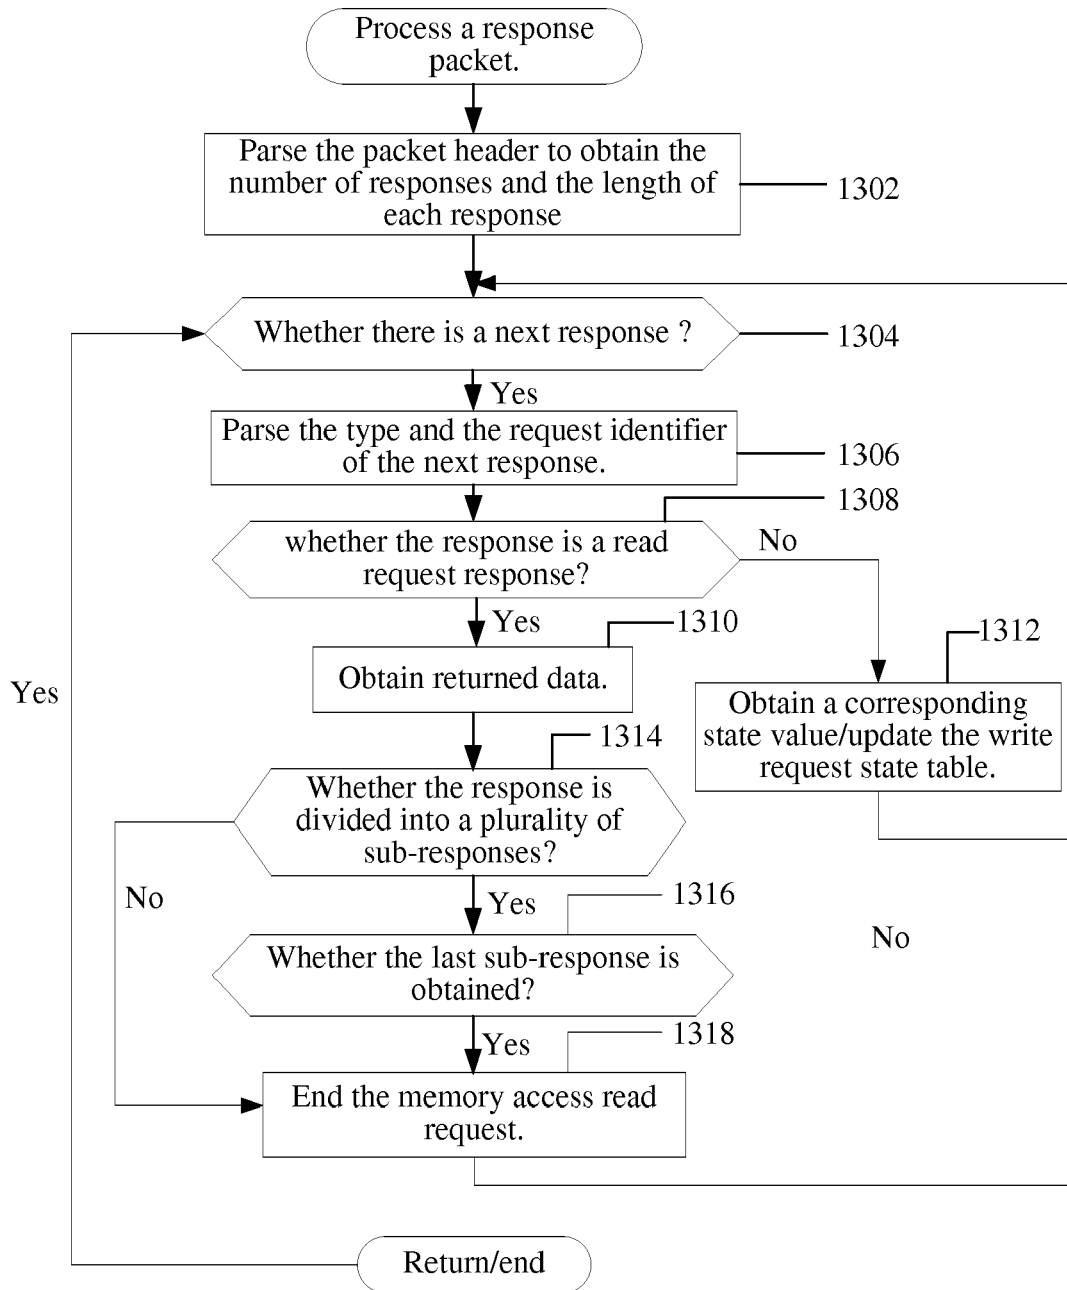 Process a response
packet.
Parse the packet header to obtain the
number of responses and the length of
each response
1302
Whether there is a next response ?
1304
Yes
Parse the type and the request identifier
of the next response.
1306
1308
whether the response is a read
request response?
No
Yes
1310
1312
Obtain returned data.
Yes
Obtain a corresponding
state value/update the write
request state table.
1314
Whether the response is
divided into a plurality of
sub-responses?
No
Yes
1316
No
Whether the last sub-response is
obtained?
Yes
1318
End the memory access read
request.
Return/end